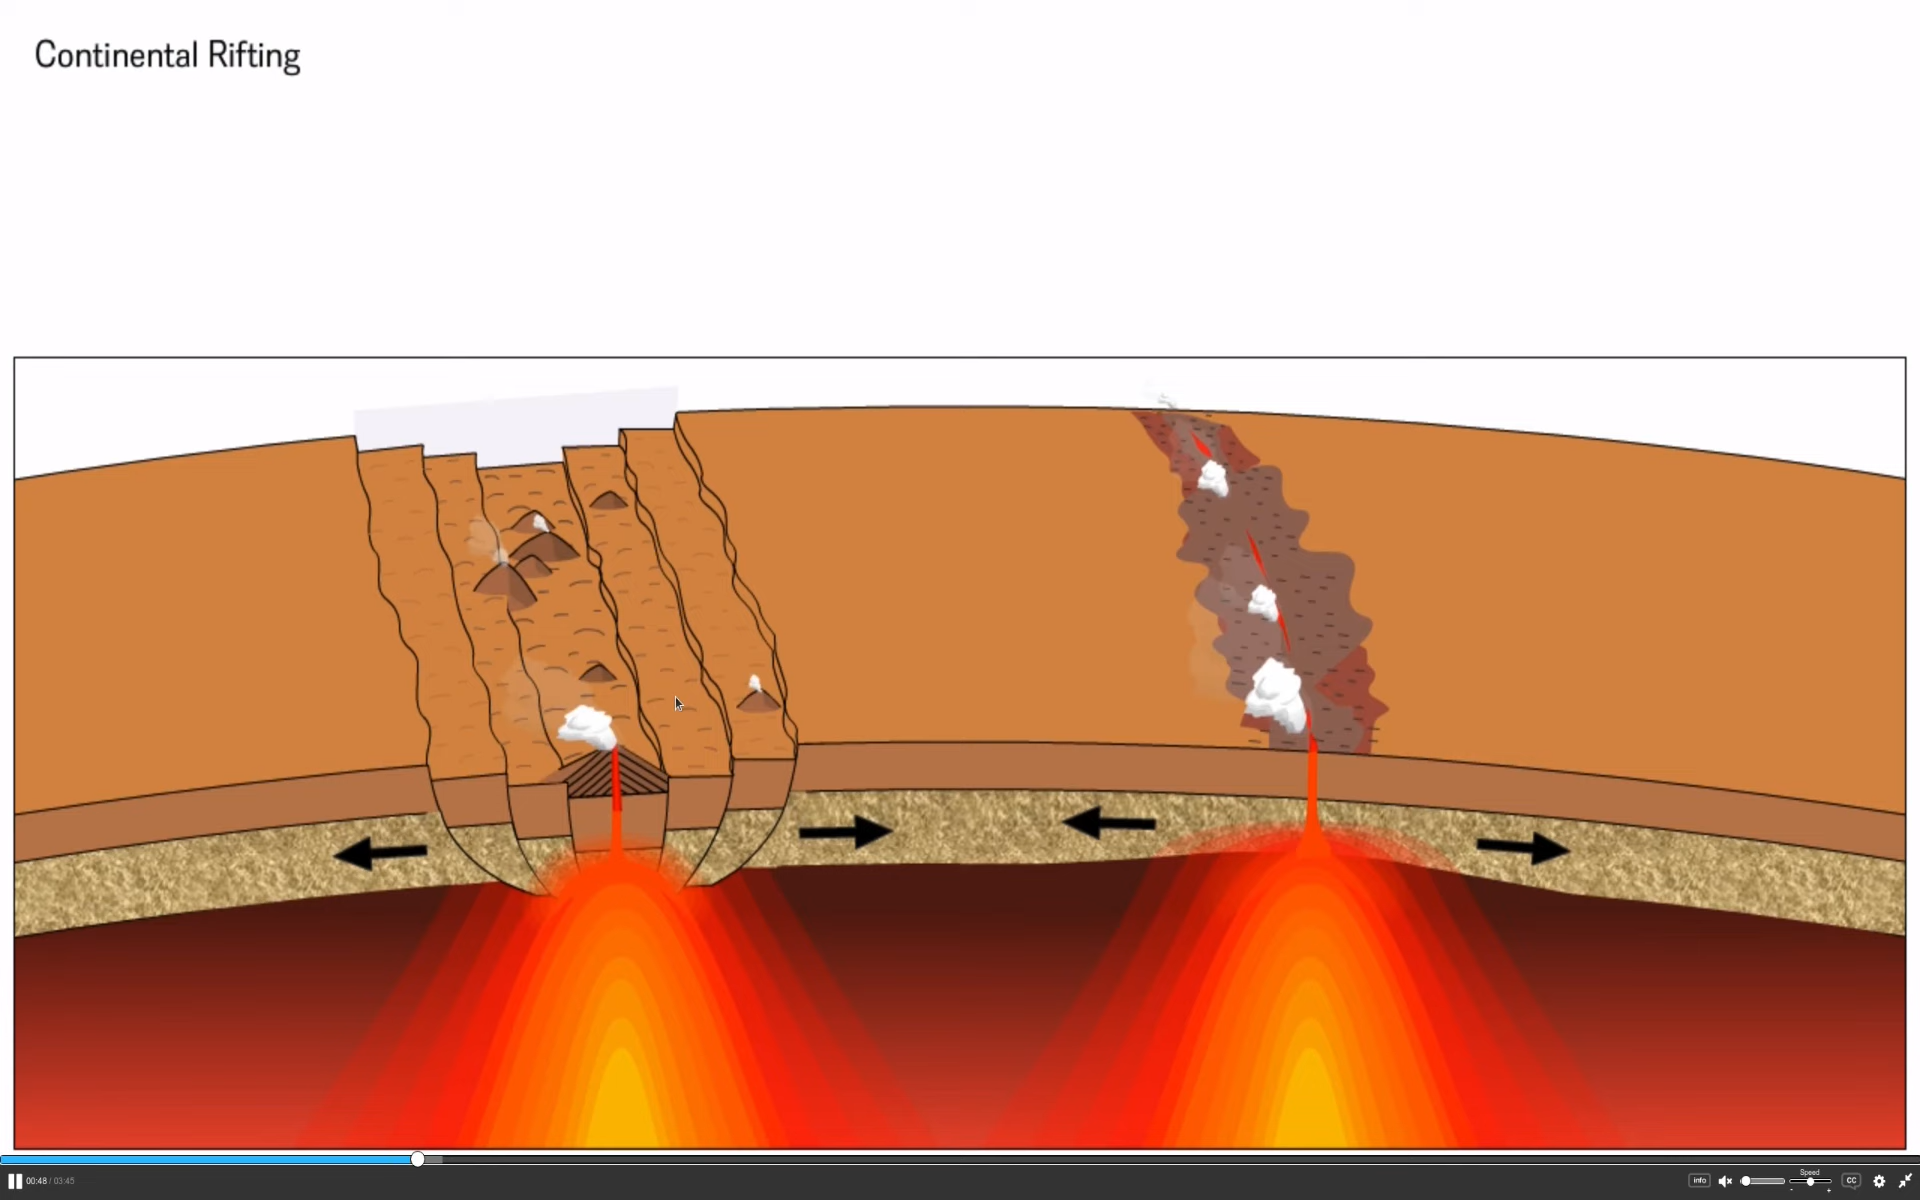 Continental Rifting
00:48 / 03:45
info
Speed
- +
CC